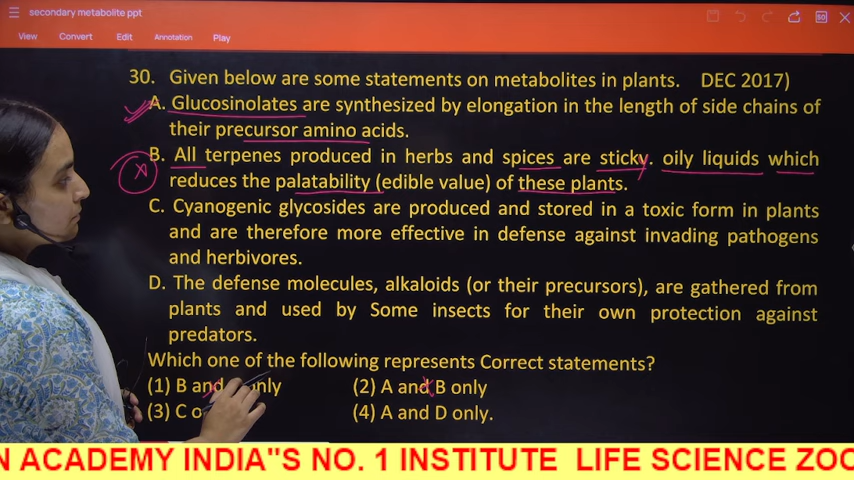 secondary metabolite ppt
View Convert Edit Annotation Play
30. Given below are some statements on metabolites in plants. DEC 2017)
A. Glucosinolates are synthesized by elongation in the length of side chains of
their precursor amino acids.
B. All terpenes produced in herbs and spices are sticky. oily liquids which
reduces the palatability (edible value) of these plants.
C. Cyanogenic glycosides are produced and stored in a toxic form in plants
and are therefore more effective in defense against invading pathogens
and herbivores.
D. The defense molecules, alkaloids (or their precursors), are gathered from
plants and used by Some insects for their own protection against
predators.
Which one of the following represents Correct statements?
(1) B and only (2) A and B only
(3) C (4) A and D only.
N ACADEMY INDIA"S NO. 1 INSTITUTE LIFE SCIENCE ZOO